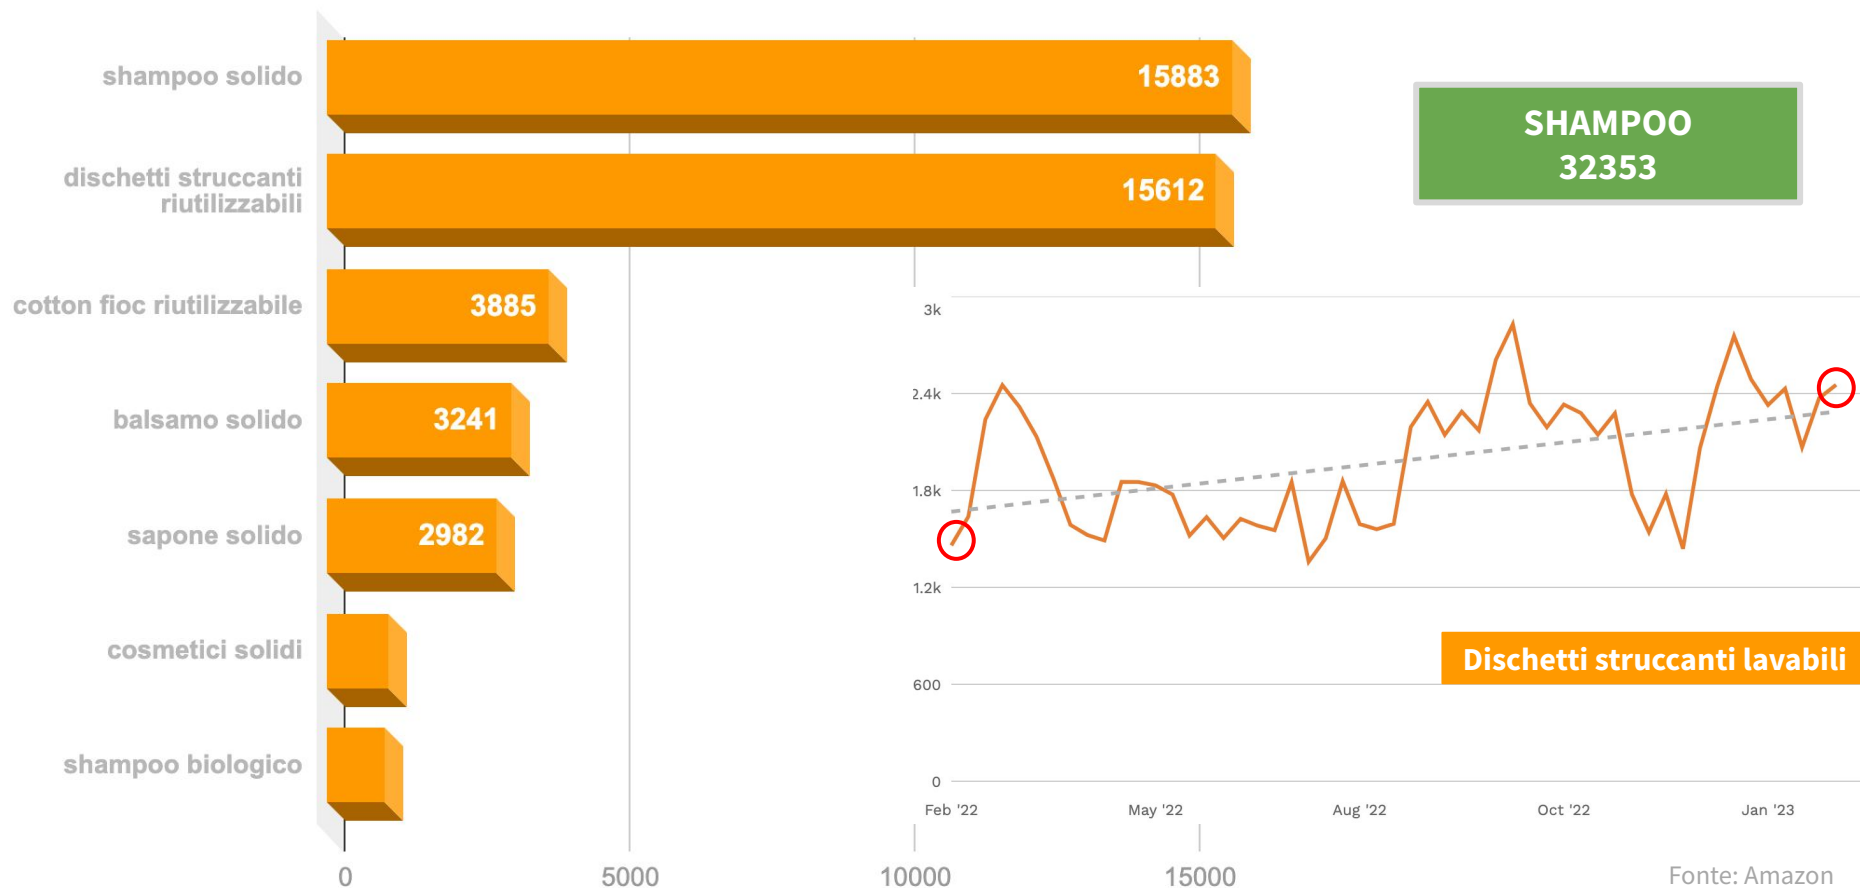 shampoo solido
15883
dischetti struccanti
riutilizzabili
15612
cotton fioc riutilizzabile
3885
balsamo solido
3241
sapone solido
2982
cosmetici solidi
shampoo biologico
0
5000
10000
15000
SHAMPOO
32353
3k
2.4k
1.8k
1.2k
600
0
Feb '22
May '22
Aug '22
Oct '22
Jan '23
Dischetti struccanti lavabili
Fonte: Amazon